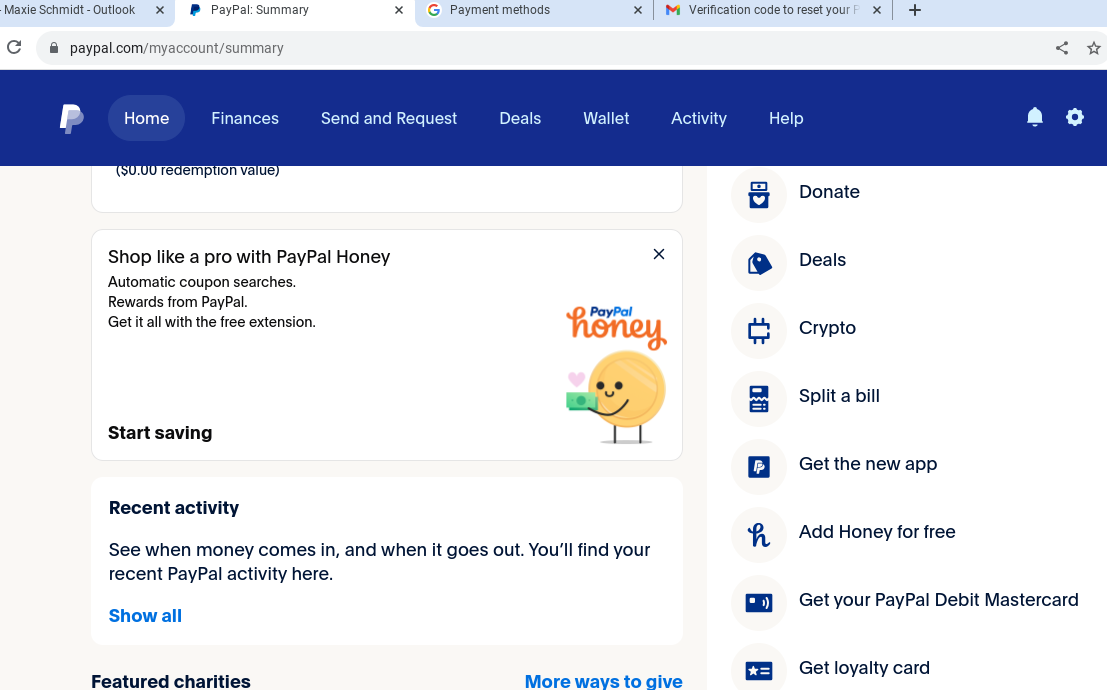 - Maxie Schmidt - Outlook
PayPal: Summary
Payment methods
Verification code to reset your
paypal.com/myaccount/summary
Home
Finances
Send and Request
Deals
Wallet
Activity
Help
($0.00 redemption value)
Shop like a pro with PayPal Honey
Automatic coupon searches.
Rewards from PayPal.
Get it all with the free extension.
PayPal
honey
Start saving
Recent activity
See when money comes in, and when it goes out. You’ll find your
recent PayPal activity here.
Show all
Featured charities
More ways to give
Donate
Deals
Crypto
Split a bill
Get the new app
Add Honey for free
Get your PayPal Debit Mastercard
Get loyalty card